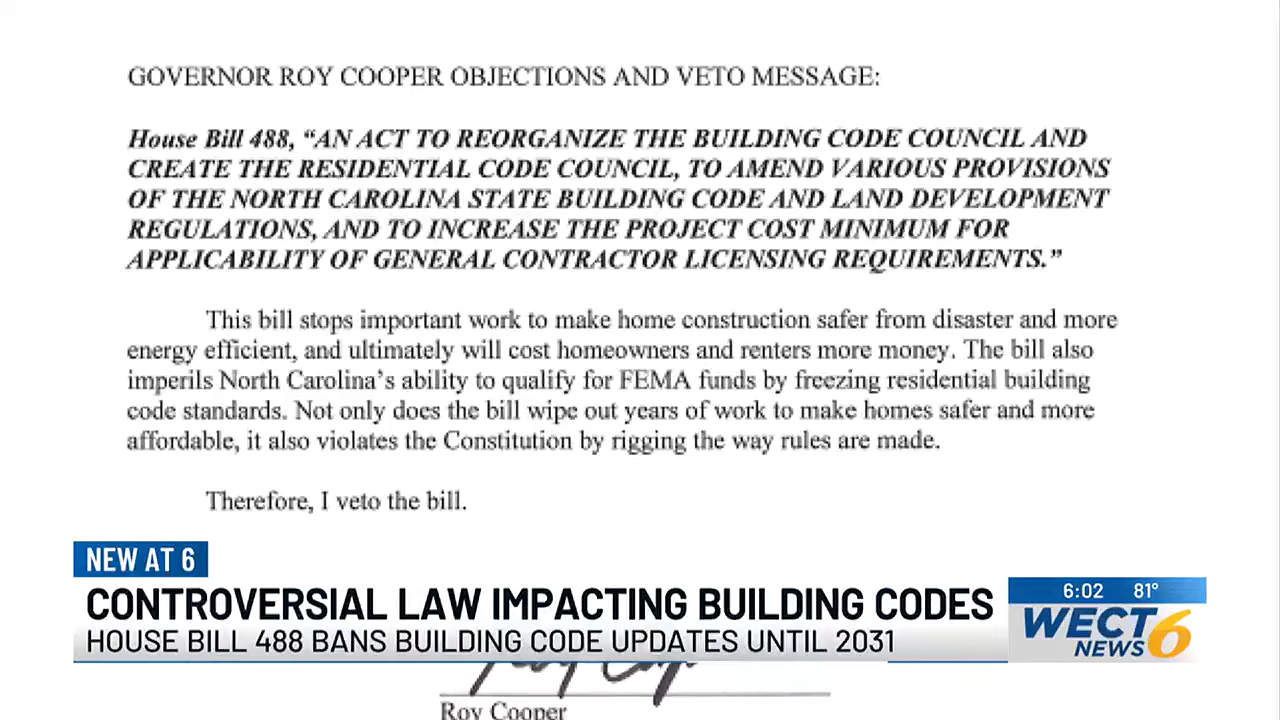 GOVERNOR ROY COOPER OBJECTIONS AND VETO MESSAGE:
House Bill 488, “AN ACT TO REORGANIZE THE BUILDING CODE COUNCIL AND
CREATE THE RESIDENTIAL CODE COUNCIL, TO AMEND VARIOUS PROVISIONS
OF THE NORTH CAROLINA STATE BUILDING CODE AND LAND DEVELOPMENT
REGULATIONS, AND TO INCREASE THE PROJECT COST MINIMUM FOR
APPLICABILITY OF GENERAL CONTRACTOR LICENSING REQUIREMENTS.”
This bill stops important work to make home construction safer from disaster and more
energy efficient, and ultimately will cost homeowners and renters more money. The bill also
imperils North Carolina’s ability to qualify for FEMA funds by freezing residential building
code standards. Not only does the bill wipe out years of work to make homes safer and more
affordable, it also violates the Constitution by rigging the way rules are made.
Therefore, I veto the bill.
NEW AT 6
CONTROVERSIAL LAW IMPACTING BUILDING CODES
HOUSE BILL 488 BANS BUILDING CODE UPDATES UNTIL 2031
6:02 81°
WECT 6
NEWS
Roy Cooper